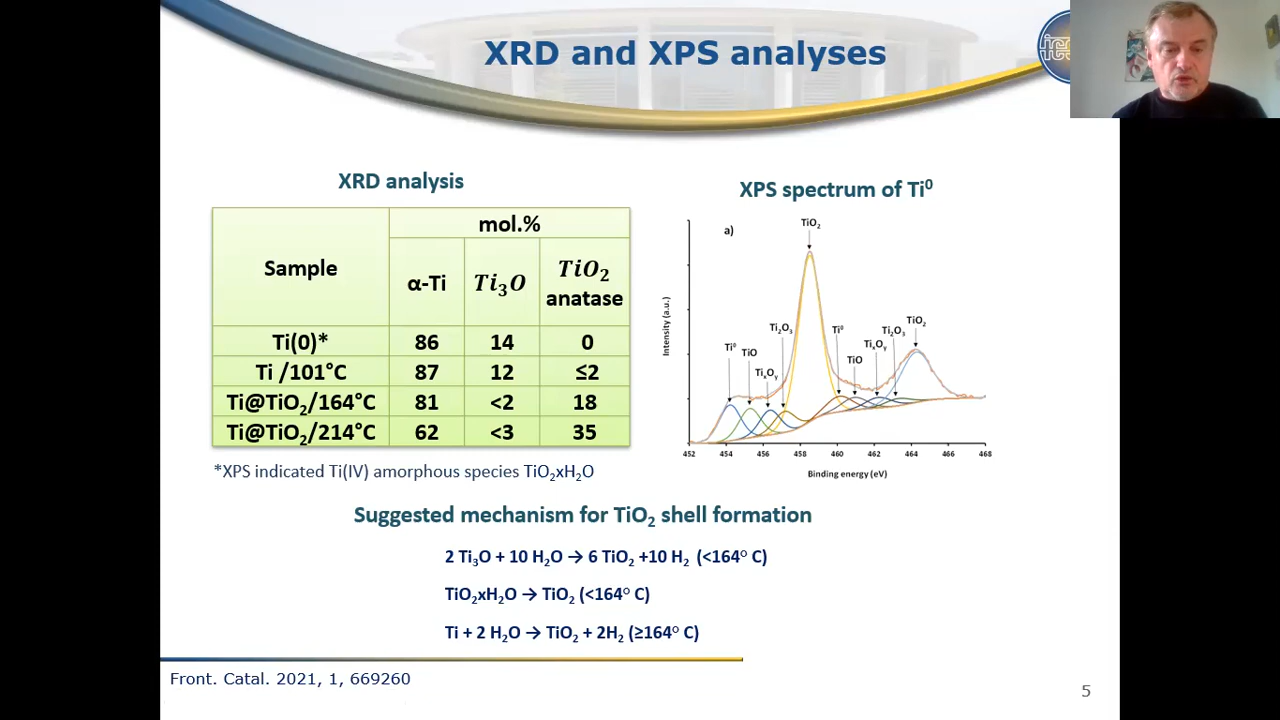 XRD and XPS analyses
XRD analysis
Sample
mol.%
α-Ti
Ti₃O
TiO₂
anatase
Ti(0)* 86 14 0
Ti /101°C 87 12 ≤2
Ti@TiO₂/164°C 81 <2 18
Ti@TiO₂/214°C 62 <3 35
*XPS indicated Ti(IV) amorphous species TiO₂xH₂O
XPS spectrum of Ti⁰
a)
TiO₂
Ti⁰
TiO
TiₓOᵧ
Ti₂O₃
Ti⁰
TiO
TiₓOᵧ
Ti₂O₃
TiO₂
Intensity (a.u.)
452 454 456 458 460 462 464 466 468
Binding energy (eV)
Suggested mechanism for TiO₂ shell formation
2 Ti₃O + 10 H₂O → 6 TiO₂ +10 H₂ (<164° C)
TiO₂xH₂O → TiO₂ (<164° C)
Ti + 2 H₂O → TiO₂ + 2H₂ (≥164° C)
Front. Catal. 2021, 1, 669260
5